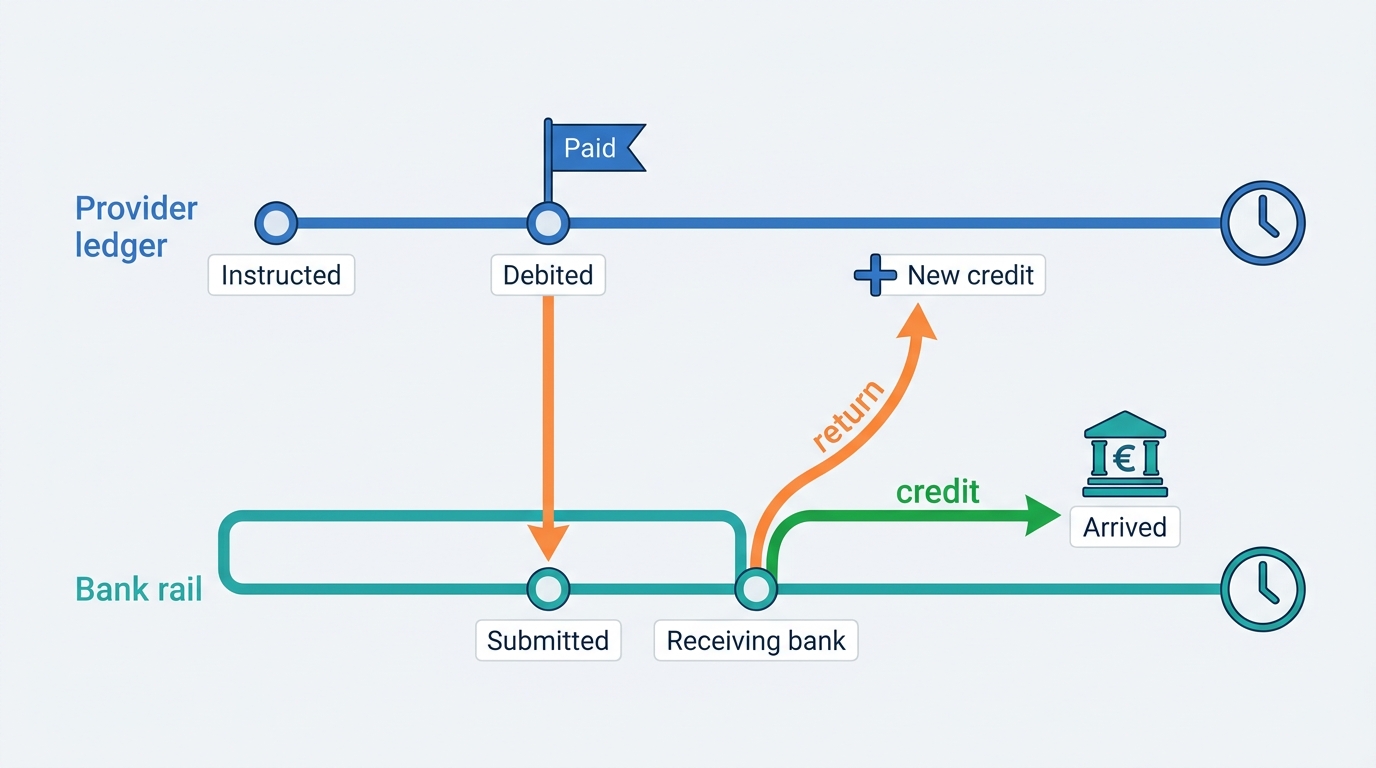 Paid
Provider
ledger
Instructed
Debited
New credit
return
credit
€
Arrived
Bank rail
Submitted
Receiving bank